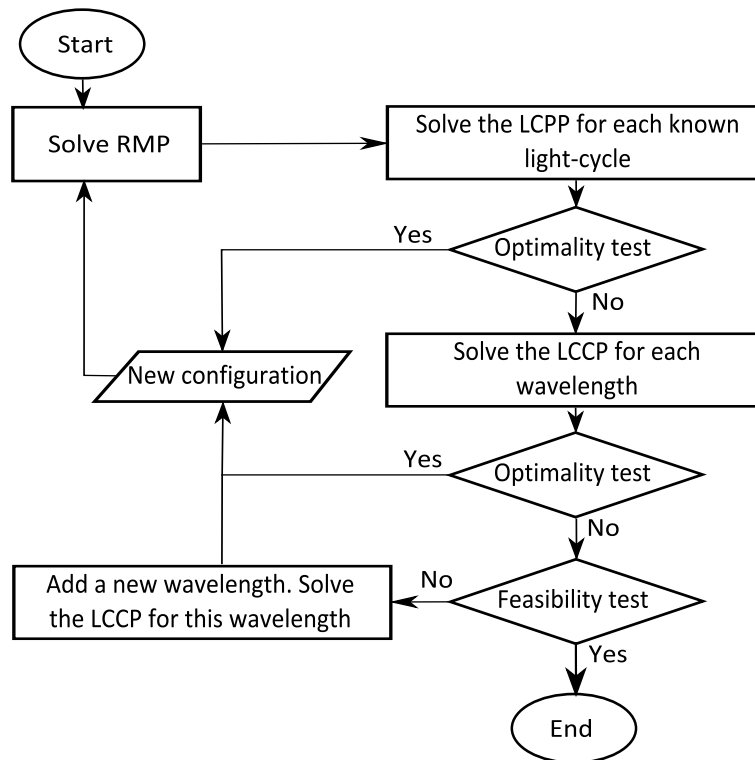 Start
Solve RMP
Solve the LCPP for each known
light-cycle
Yes
Optimality test
No
Solve the LCCP for each
wavelength
New configuration
Yes
Optimality test
No
Add a new wavelength. Solve
the LCCP for this wavelength
No
Feasibility test
Yes
End